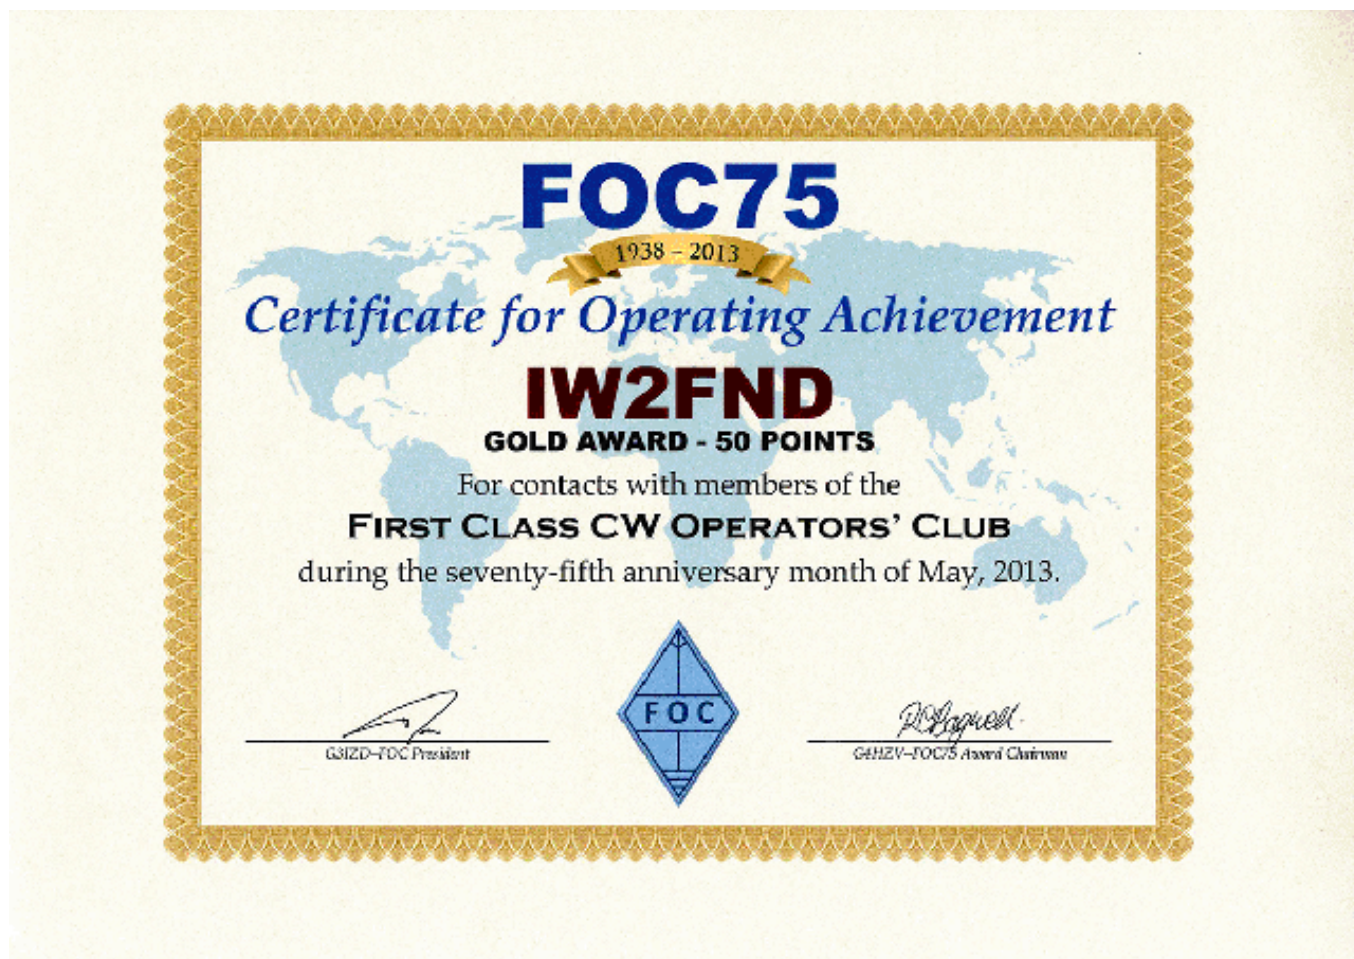 FOC75
1938 – 2013
Certificate for Operating Achievement
IW2FND
GOLD AWARD - 50 POINTS
For contacts with members of the
FIRST CLASS CW OPERATORS’ CLUB
during the seventy-fifth anniversary month of May, 2013.
FOC
G3IZD–FOC President
G4HZV–FOC75 Award Chairman